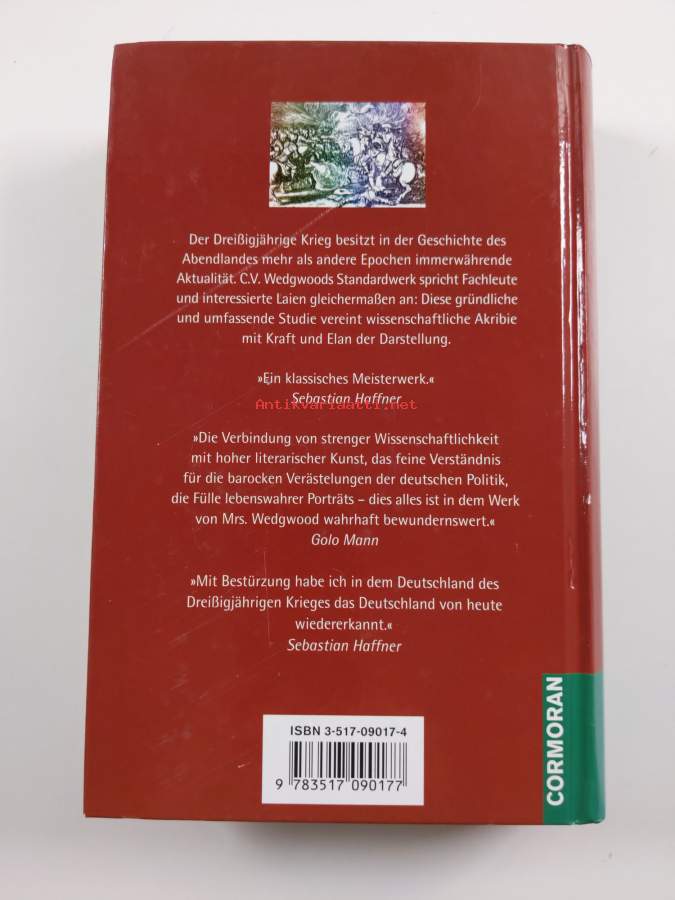 Der Dreißigjährige Krieg besitzt in der Geschichte des
Abendlandes mehr als andere Epochen immerwährende
Aktualität. C.V. Wedgwoods Standardwerk spricht Fachleute
und interessierte Laien gleichermaßen an: Diese gründliche
und umfassende Studie vereint wissenschaftliche Akribie
mit Kraft und Elan der Darstellung.
»Ein klassisches Meisterwerk.«
Sebastian Haffner
Antikvariaatti.net
»Die Verbindung von strenger Wissenschaftlichkeit
mit hoher literarischer Kunst, das feine Verständnis
für die barocken Verästelungen der deutschen Politik,
die Fülle lebenswahrer Porträts – dies alles ist in dem Werk
von Mrs. Wedgwood wahrhaft bewundernswert.«
Golo Mann
»Mit Bestürzung habe ich in dem Deutschland des
Dreißigjährigen Krieges das Deutschland von heute
wiedererkannt.«
Sebastian Haffner
ISBN 3-517-09017-4
9 783517 090177
CORMORAN